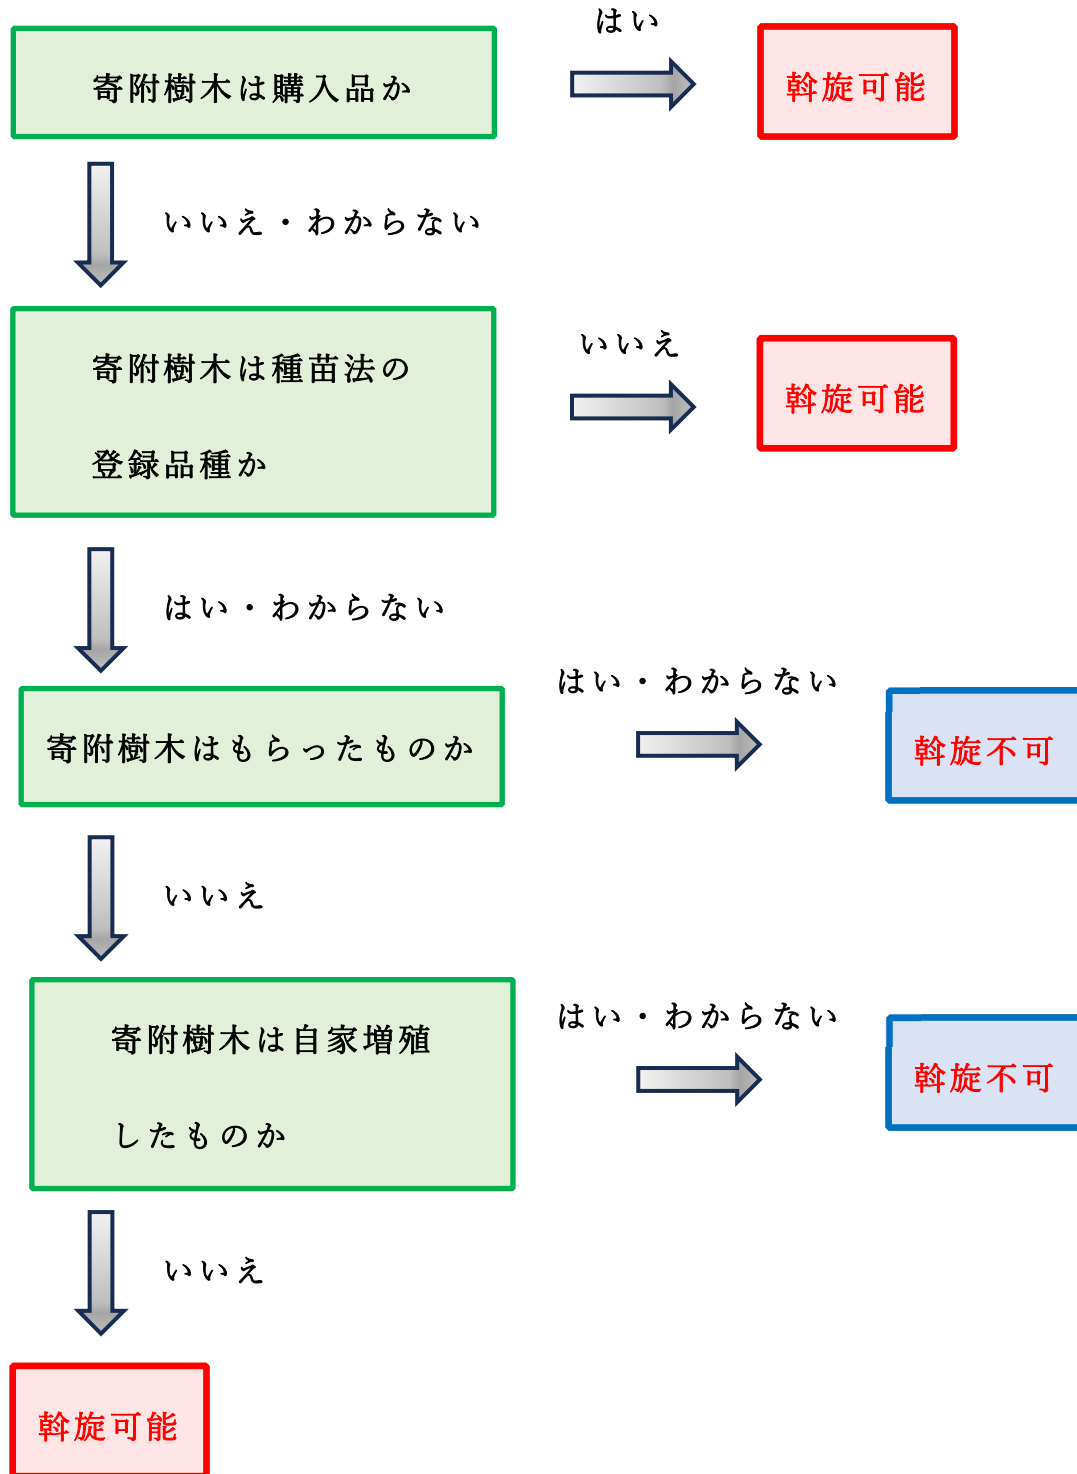 はい
寄附樹木は購入品か
斡旋可能
いいえ・わからない
寄附樹木は種苗法の
登録品種か
いいえ
斡旋可能
はい・わからない
寄附樹木はもらったものか
はい・わからない
斡旋不可
いいえ
寄附樹木は自家増殖
したものか
はい・わからない
斡旋不可
いいえ
斡旋可能